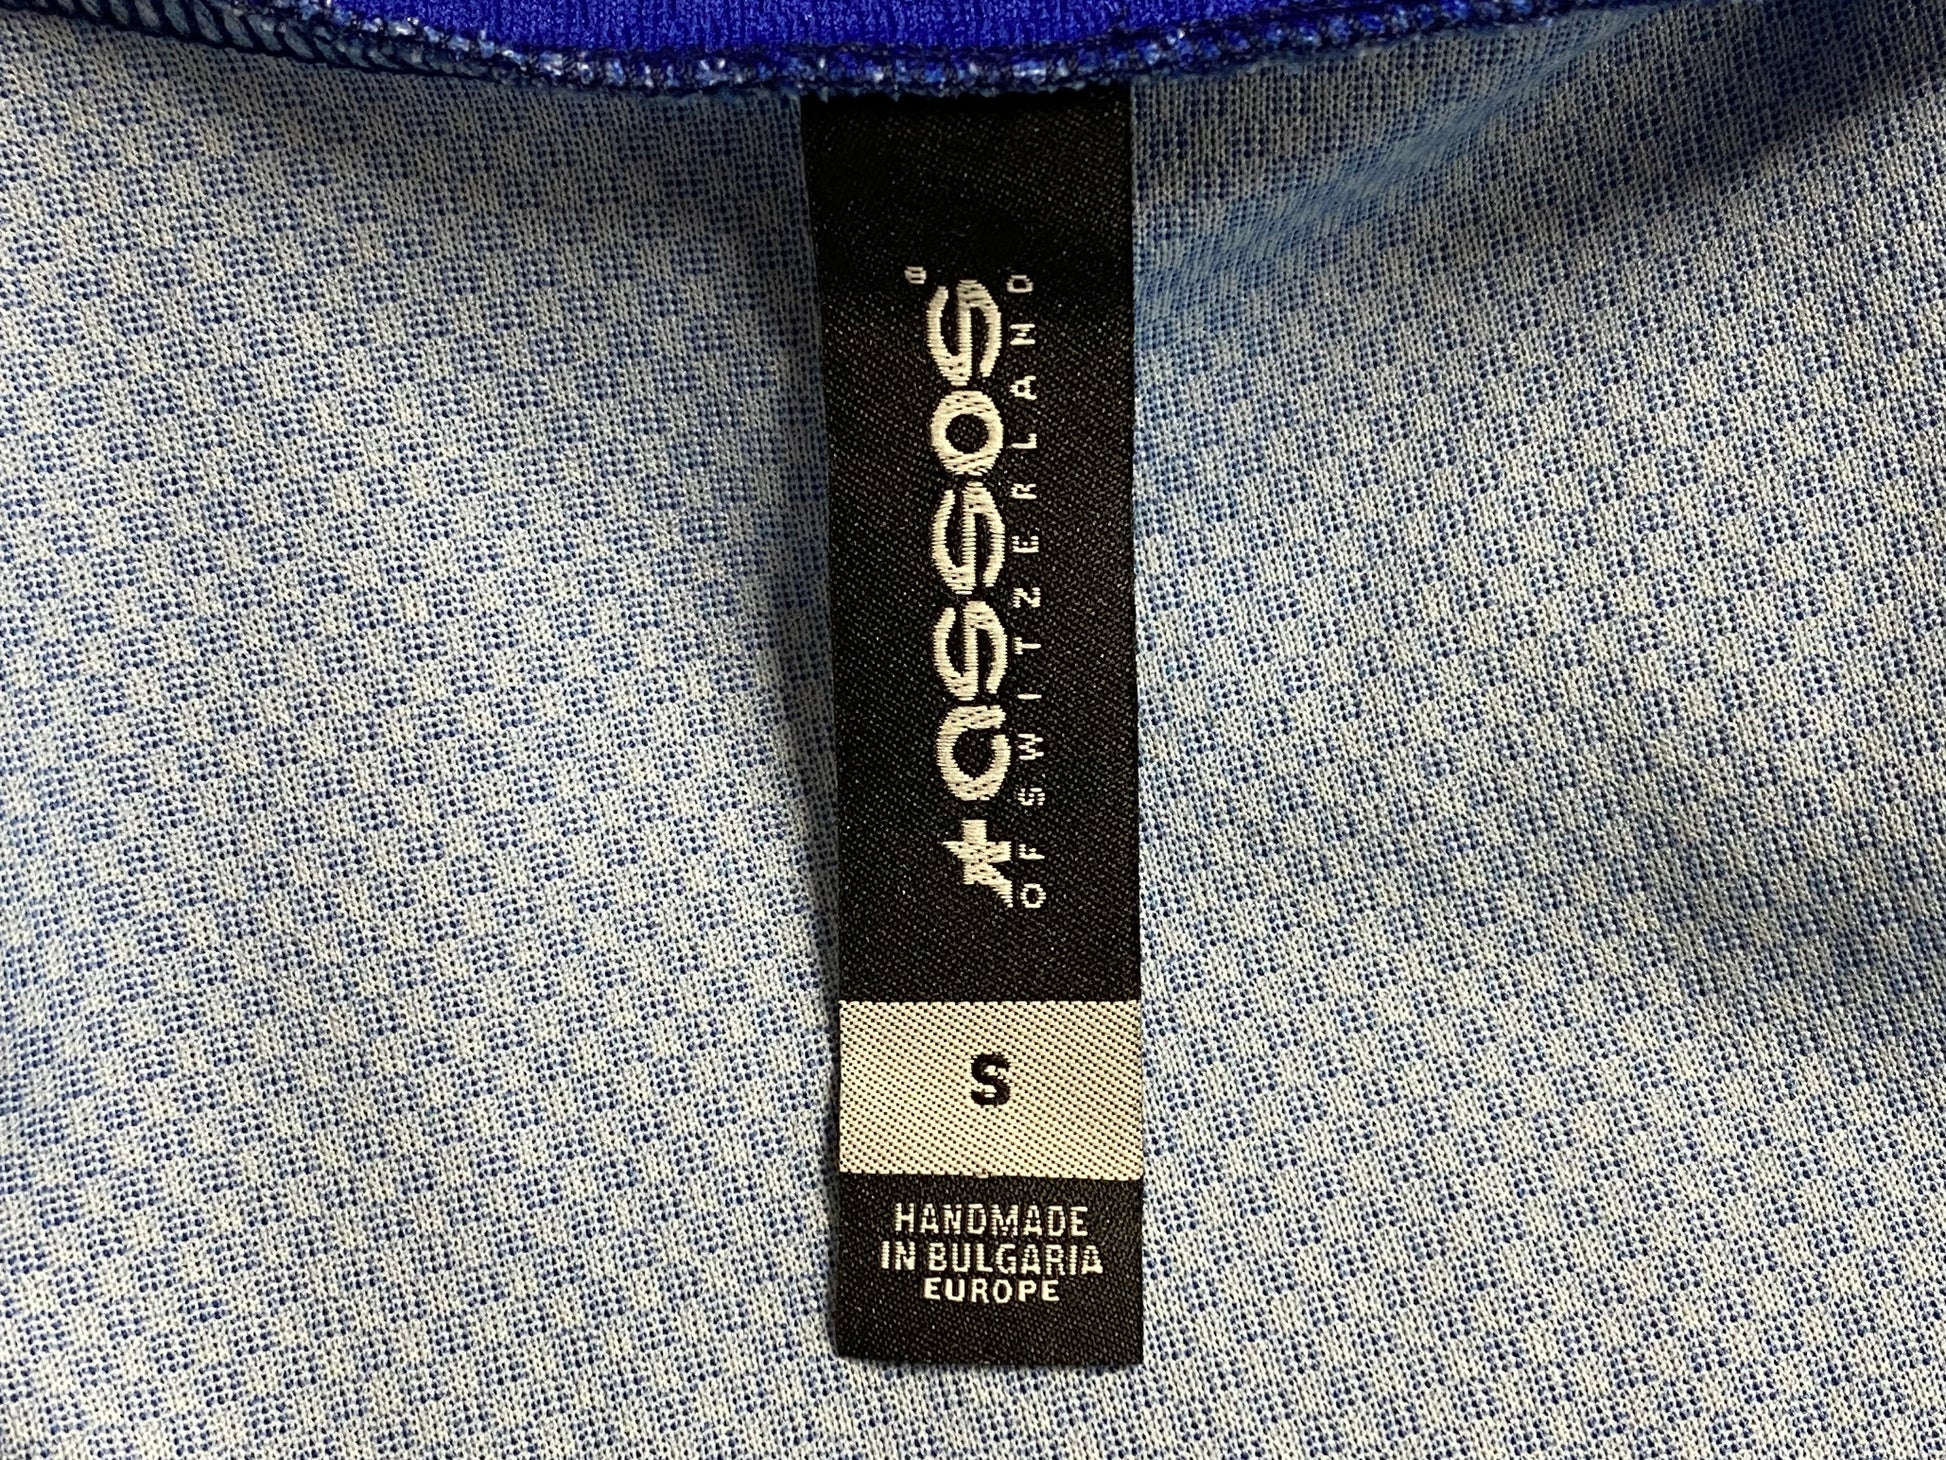 assos®
OF SWITZERLAND
S
HANDMADE
IN BULGARIA
EUROPE